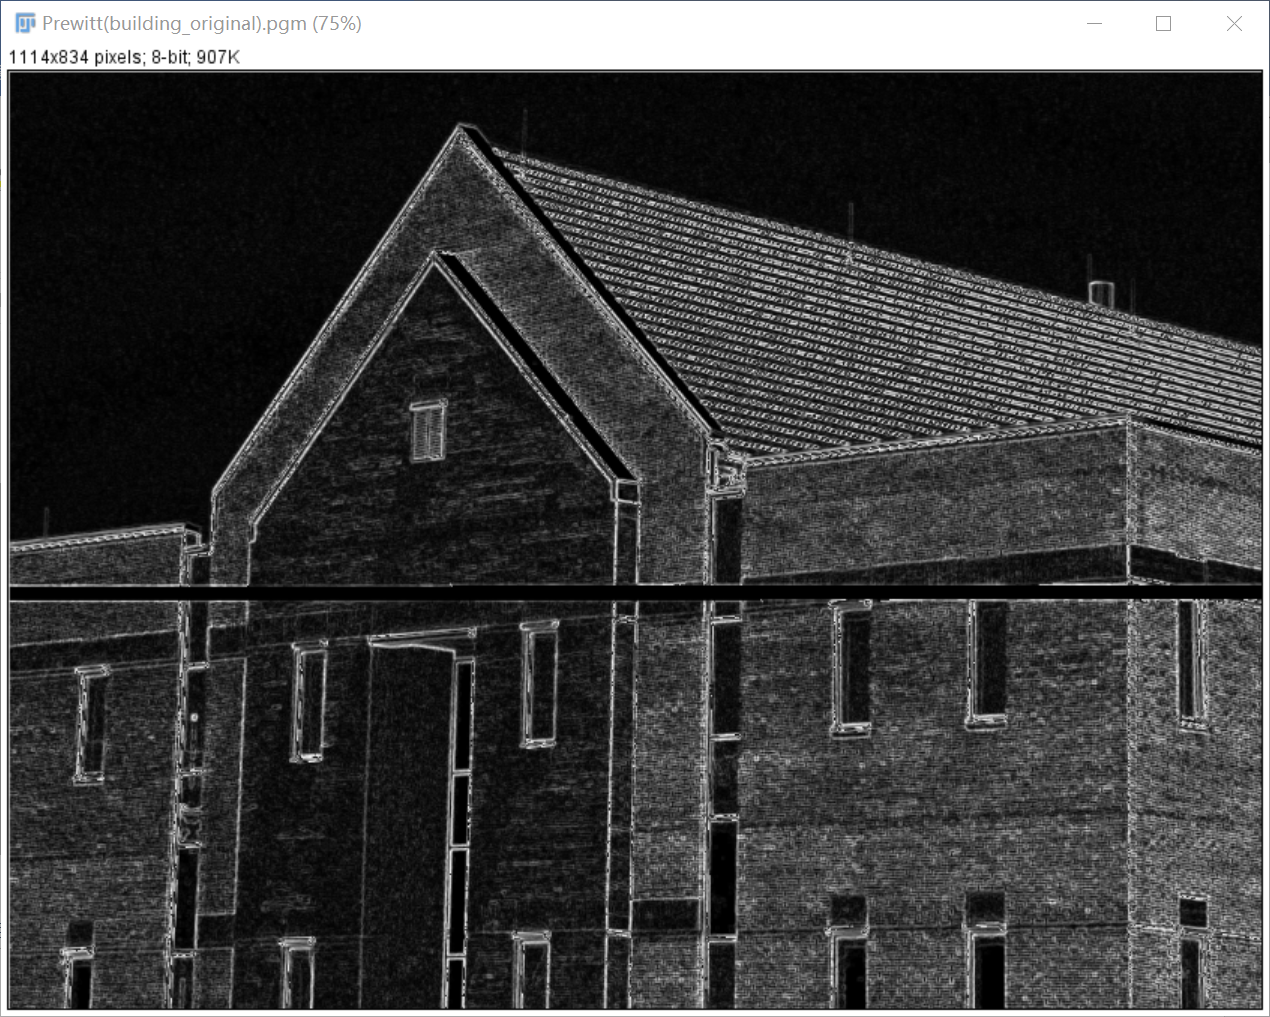 Prewitt(building_original).pgm (75%)
1114x834 pixels; 8-bit; 907K